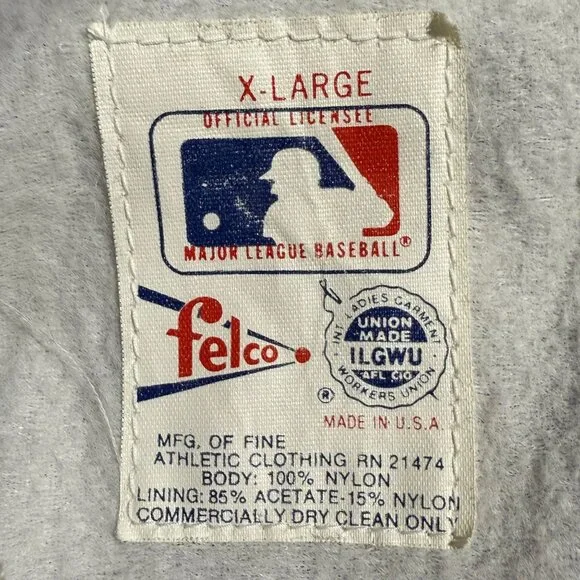 X-LARGE
OFFICIAL LICENSEE
MAJOR LEAGUE BASEBALL®
felco
®
INT. LADIES GARMENT
UNION
MADE
ILGWU
AFL CIO
WORKERS UNION
MADE IN U.S.A
MFG. OF FINE
ATHLETIC CLOTHING RN 21474
BODY: 100% NYLON
LINING: 85% ACETATE-15% NYLON
COMMERCIALLY DRY CLEAN ONLY